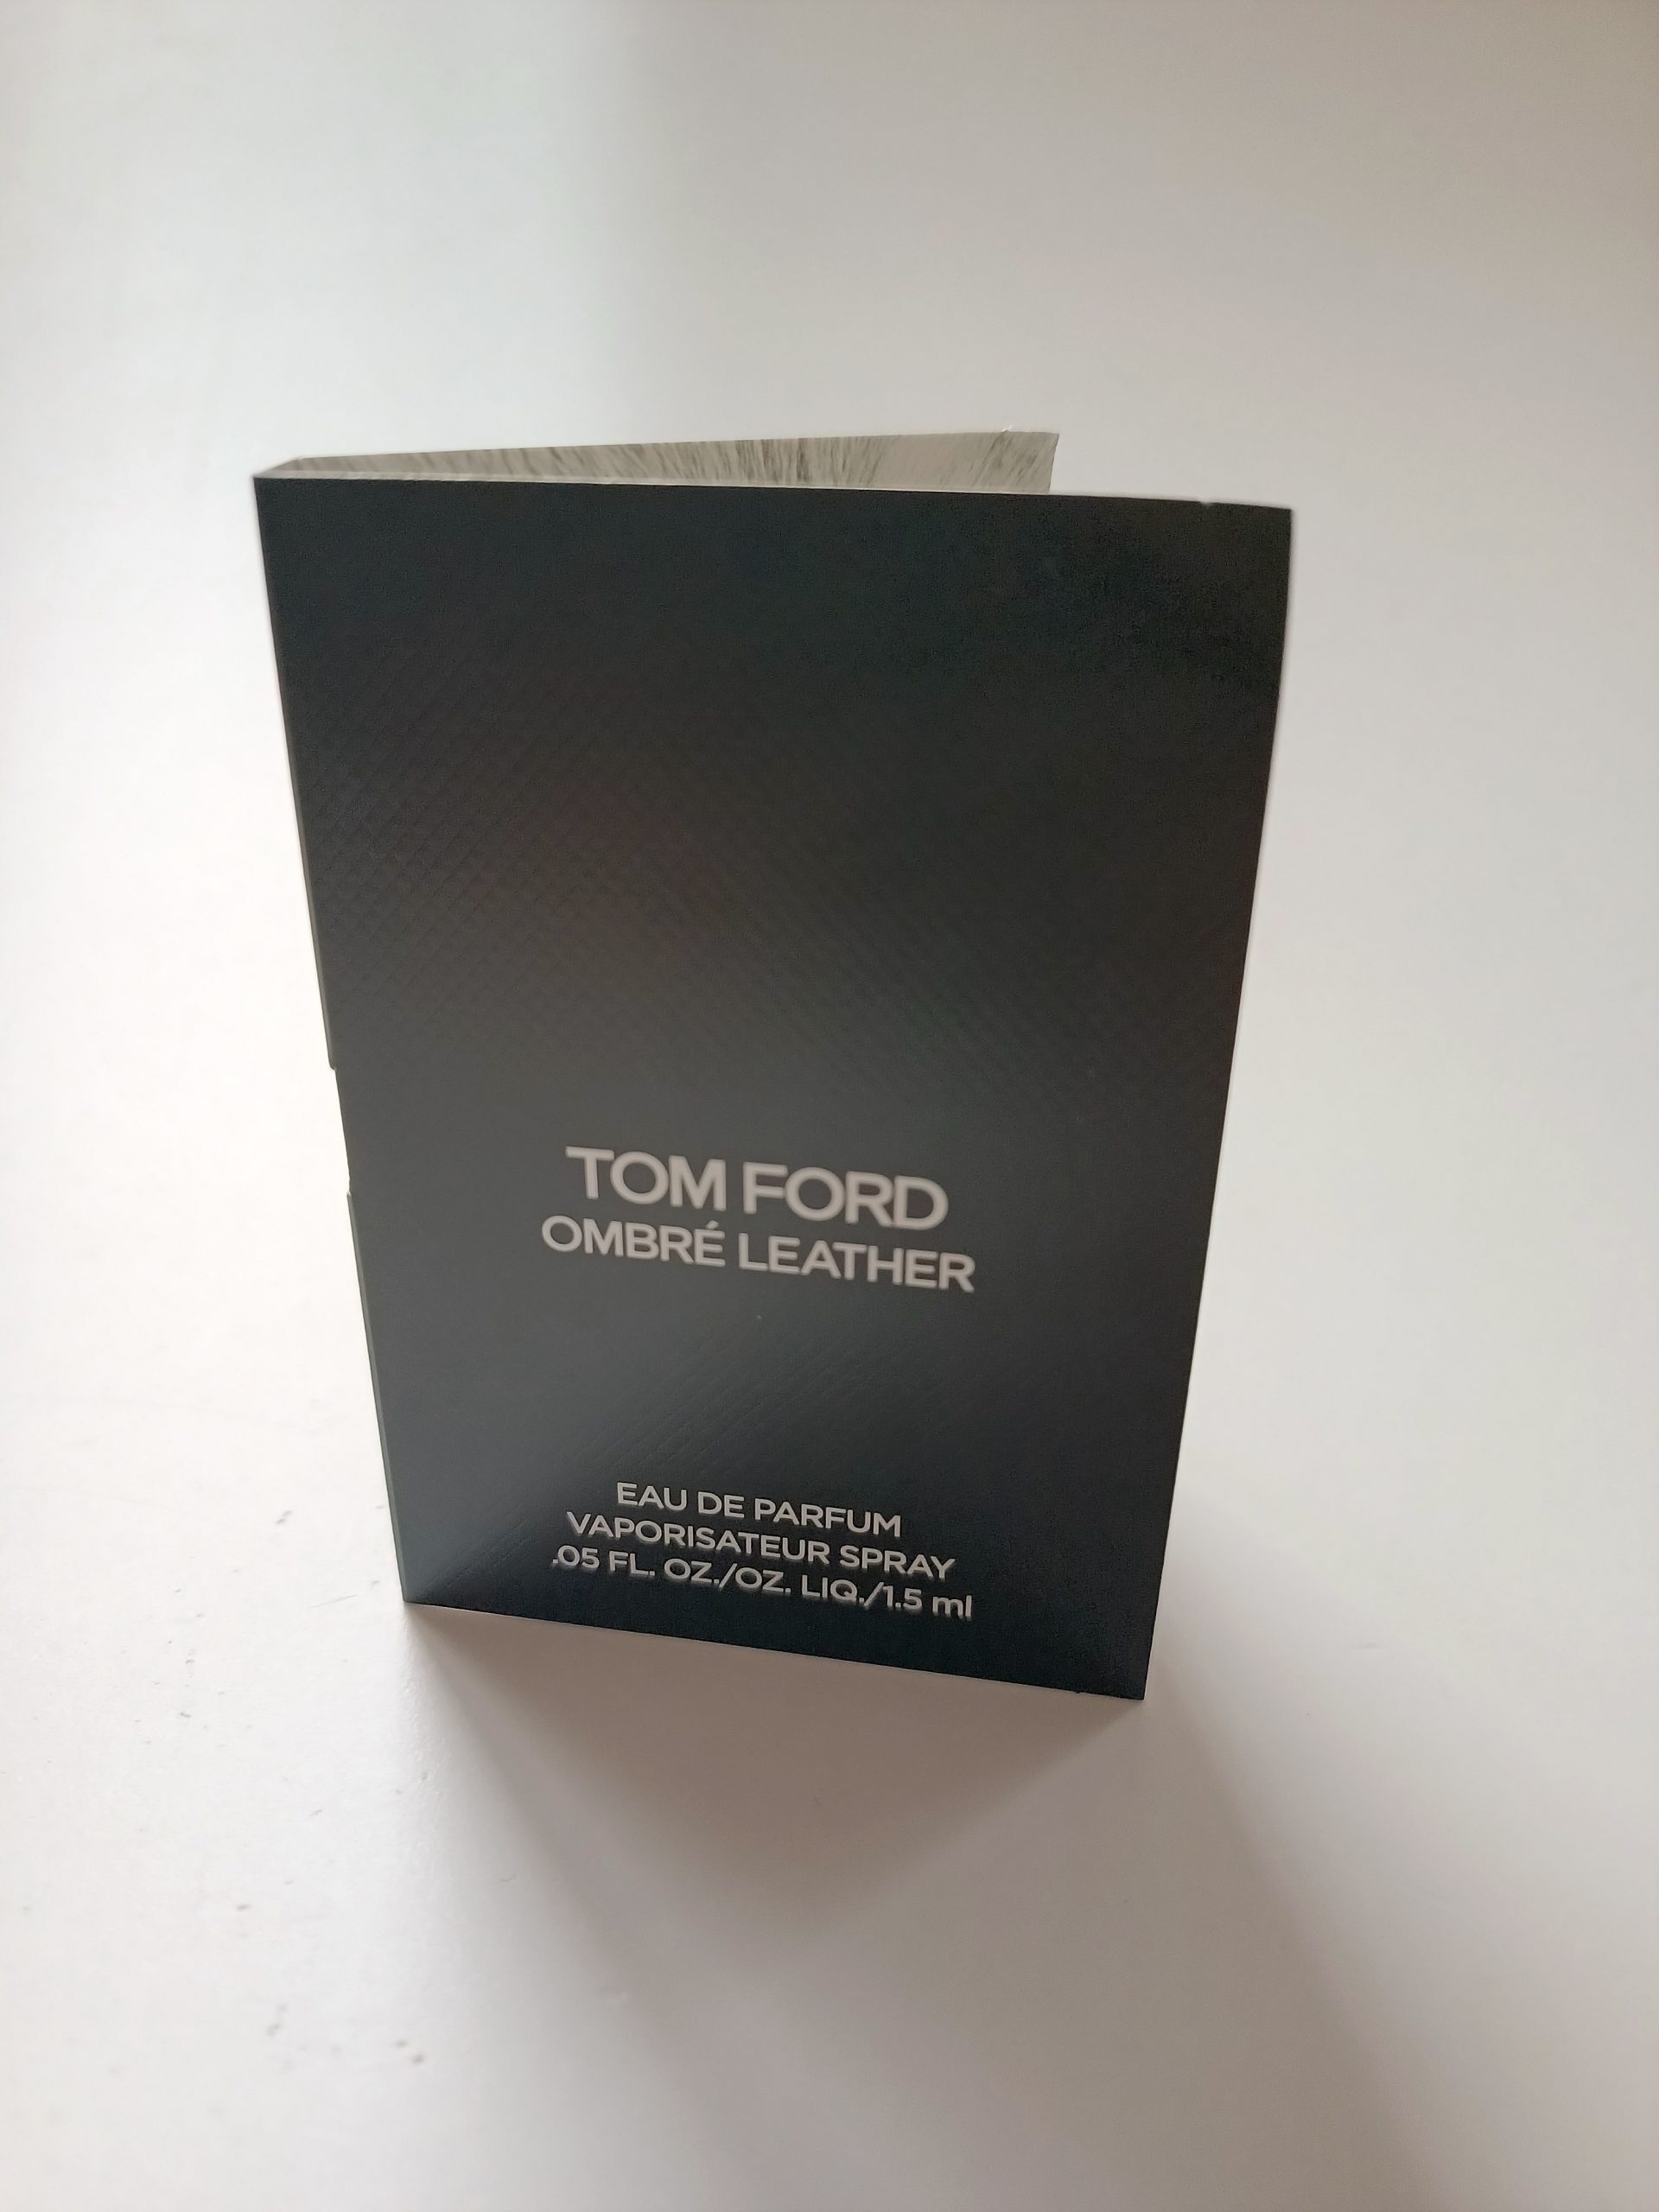 TOM FORD
OMBRÉ LEATHER
EAU DE PARFUM
VAPORISATEUR SPRAY
.05 FL. OZ./OZ. LIQ./1.5 ml